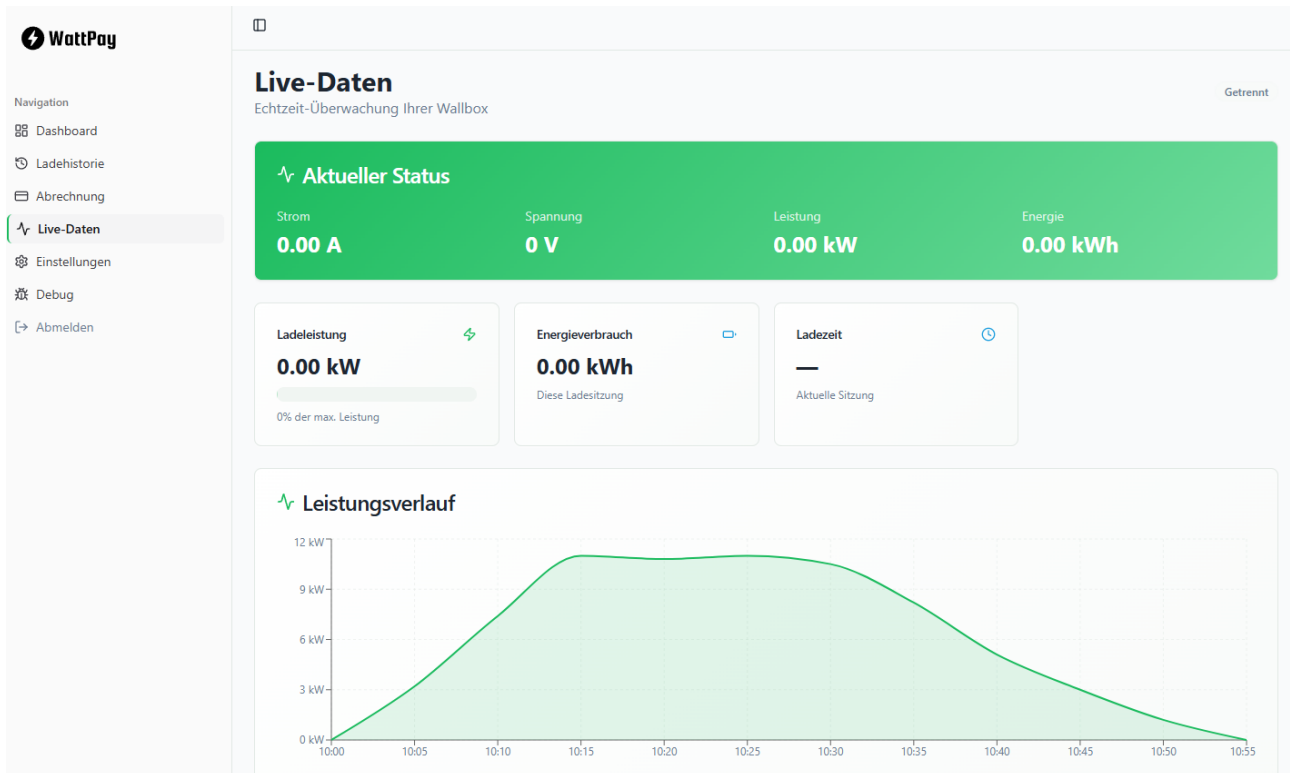 WattPay
Navigation
Dashboard
Ladehistorie
Abrechnung
Live-Daten
Einstellungen
Debug
Abmelden
Live-Daten
Echtzeit-Überwachung Ihrer Wallbox
Getrennt
Aktueller Status
Strom
0.00 A
Spannung
0 V
Leistung
0.00 kW
Energie
0.00 kWh
Ladeleistung
0.00 kW
0% der max. Leistung
Energieverbrauch
0.00 kWh
Diese Ladesitzung
Ladezeit
—
Aktuelle Sitzung
Leistungsverlauf
12 kW
9 kW
6 kW
3 kW
0 kW
10:00 10:05 10:10 10:15 10:20 10:25 10:30 10:35 10:40 10:45 10:50 10:55